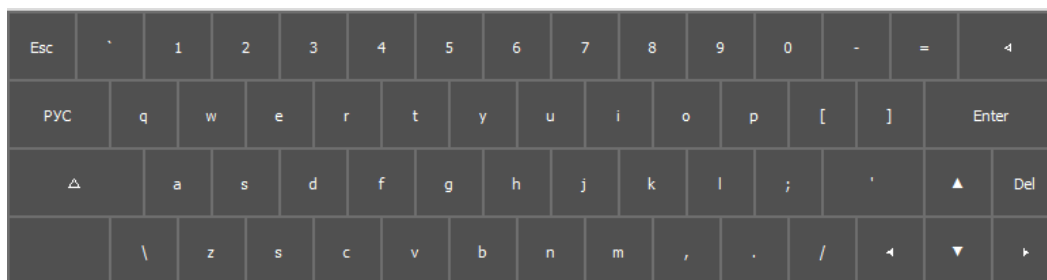 Esc ` 1 2 3 4 5 6 7 8 9 0 - =
РУС q w e r t y u i o p [ ] Enter
a s d f g h j k l ; ' Del
\ z s c v b n m , . /